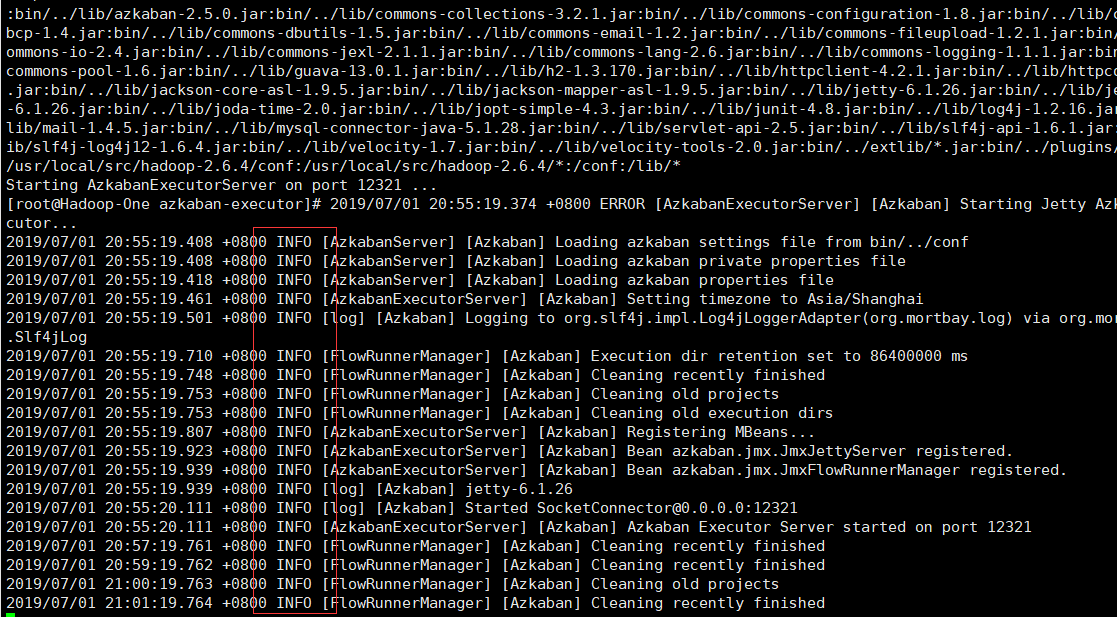 :bin/../lib/azkaban-2.5.0.jar:bin/../lib/commons-collections-3.2.1.jar:bin/../lib/commons-configuration-1.8.jar:bin/../lib/c
bcp-1.4.jar:bin/../lib/commons-dbutils-1.5.jar:bin/../lib/commons-email-1.2.jar:bin/../lib/commons-fileupload-1.2.1.jar:bin/
ommons-io-2.4.jar:bin/../lib/commons-jexl-2.1.1.jar:bin/../lib/commons-lang-2.6.jar:bin/../lib/commons-logging-1.1.1.jar:bin
commons-pool-1.6.jar:bin/../lib/guava-13.0.1.jar:bin/../lib/h2-1.3.170.jar:bin/../lib/httpclient-4.2.1.jar:bin/../lib/httpco
.jar:bin/../lib/jackson-core-asl-1.9.5.jar:bin/../lib/jackson-mapper-asl-1.9.5.jar:bin/../lib/jetty-6.1.26.jar:bin/../lib/je
-6.1.26.jar:bin/../lib/joda-time-2.0.jar:bin/../lib/jopt-simple-4.3.jar:bin/../lib/junit-4.8.jar:bin/../lib/log4j-1.2.16.jar
lib/mail-1.4.5.jar:bin/../lib/mysql-connector-java-5.1.28.jar:bin/../lib/servlet-api-2.5.jar:bin/../lib/slf4j-api-1.6.1.jar:
ib/slf4j-log4j12-1.6.4.jar:bin/../lib/velocity-1.7.jar:bin/../lib/velocity-tools-2.0.jar:bin/../extlib/*.jar:bin/../plugins/
/usr/local/src/hadoop-2.6.4/conf:/usr/local/src/hadoop-2.6.4/*:/conf:/lib/*
Starting AzkabanExecutorServer on port 12321 ...
[root@Hadoop-One azkaban-executor]# 2019/07/01 20:55:19.374 +0800 ERROR [AzkabanExecutorServer] [Azkaban] Starting Jetty Azk
cutor...
2019/07/01 20:55:19.408 +0800 INFO [AzkabanServer] [Azkaban] Loading azkaban settings file from bin/../conf
2019/07/01 20:55:19.408 +0800 INFO [AzkabanServer] [Azkaban] Loading azkaban private properties file
2019/07/01 20:55:19.418 +0800 INFO [AzkabanServer] [Azkaban] Loading azkaban properties file
2019/07/01 20:55:19.461 +0800 INFO [AzkabanExecutorServer] [Azkaban] Setting timezone to Asia/Shanghai
2019/07/01 20:55:19.501 +0800 INFO [log] [Azkaban] Logging to org.slf4j.impl.Log4jLoggerAdapter(org.mortbay.log) via org.mor
.Slf4jLog
2019/07/01 20:55:19.710 +0800 INFO [FlowRunnerManager] [Azkaban] Execution dir retention set to 86400000 ms
2019/07/01 20:55:19.748 +0800 INFO [FlowRunnerManager] [Azkaban] Cleaning recently finished
2019/07/01 20:55:19.753 +0800 INFO [FlowRunnerManager] [Azkaban] Cleaning old projects
2019/07/01 20:55:19.753 +0800 INFO [FlowRunnerManager] [Azkaban] Cleaning old execution dirs
2019/07/01 20:55:19.807 +0800 INFO [AzkabanExecutorServer] [Azkaban] Registering MBeans...
2019/07/01 20:55:19.923 +0800 INFO [AzkabanExecutorServer] [Azkaban] Bean azkaban.jmx.JmxJettyServer registered.
2019/07/01 20:55:19.939 +0800 INFO [AzkabanExecutorServer] [Azkaban] Bean azkaban.jmx.JmxFlowRunnerManager registered.
2019/07/01 20:55:19.939 +0800 INFO [log] [Azkaban] jetty-6.1.26
2019/07/01 20:55:20.111 +0800 INFO [log] [Azkaban] Started SocketConnector@0.0.0.0:12321
2019/07/01 20:55:20.111 +0800 INFO [AzkabanExecutorServer] [Azkaban] Azkaban Executor Server started on port 12321
2019/07/01 20:57:19.761 +0800 INFO [FlowRunnerManager] [Azkaban] Cleaning recently finished
2019/07/01 20:59:19.762 +0800 INFO [FlowRunnerManager] [Azkaban] Cleaning recently finished
2019/07/01 21:00:19.763 +0800 INFO [FlowRunnerManager] [Azkaban] Cleaning old projects
2019/07/01 21:01:19.764 +0800 INFO [FlowRunnerManager] [Azkaban] Cleaning recently finished